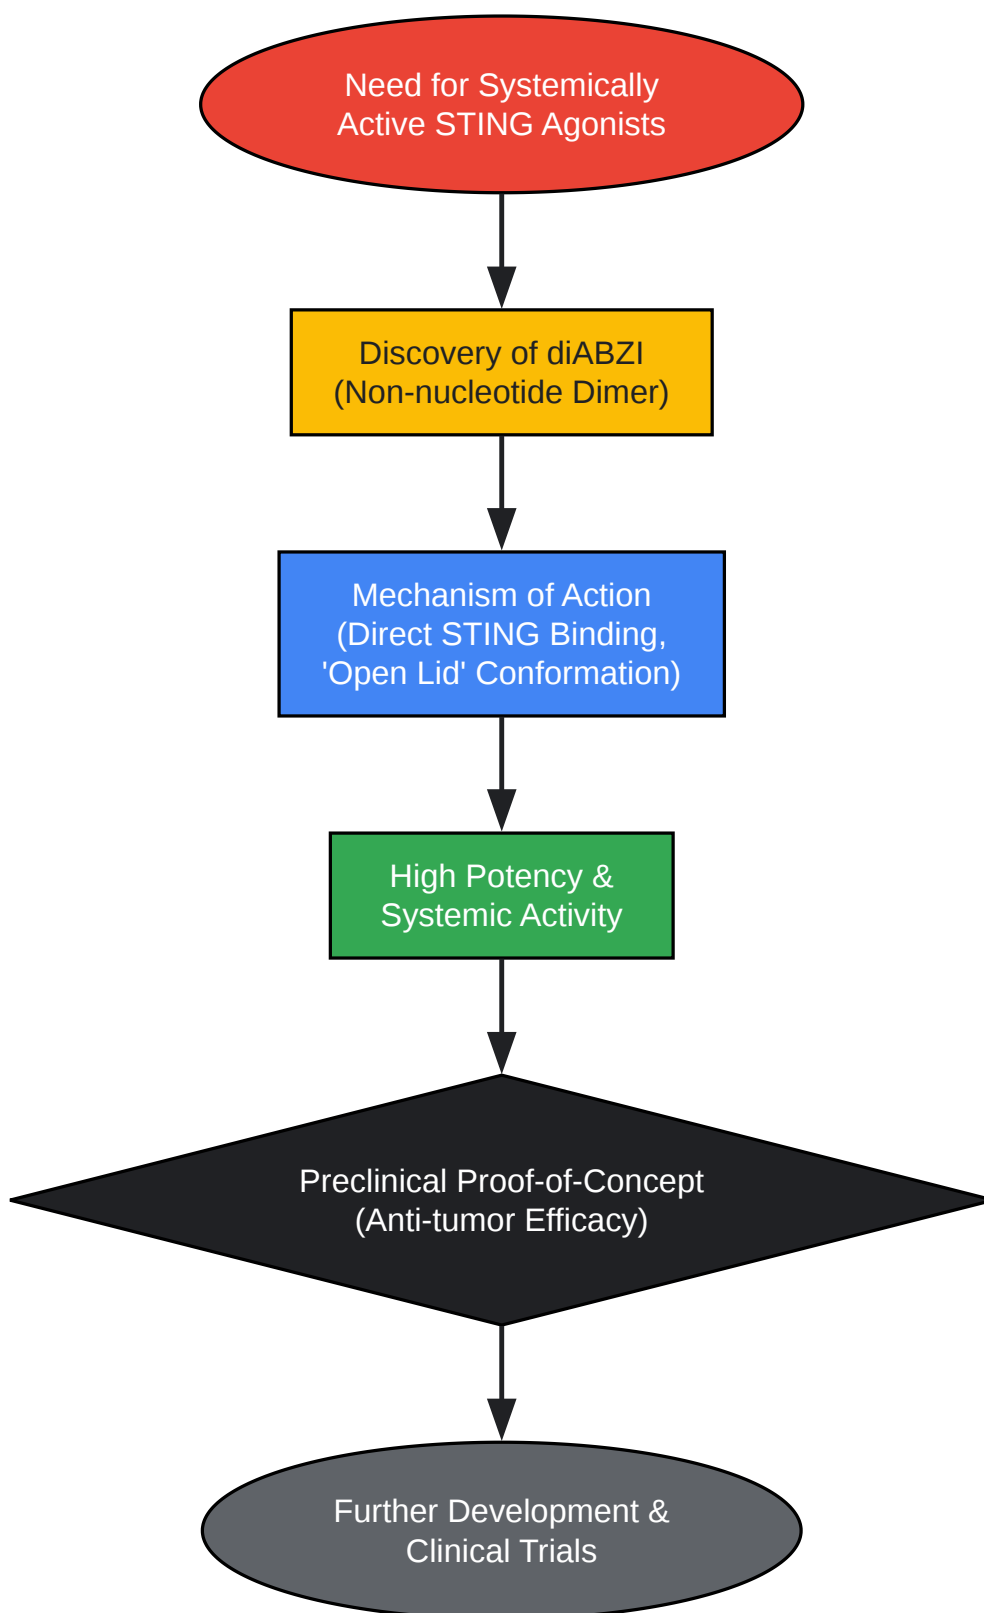 Need for Systemically
Active STING Agonists
Discovery of diABZI
(Non-nucleotide Dimer)
Mechanism of Action
(Direct STING Binding,
'Open Lid' Conformation)
High Potency &
Systemic Activity
Preclinical Proof-of-Concept
(Anti-tumor Efficacy)
Further Development &
Clinical Trials